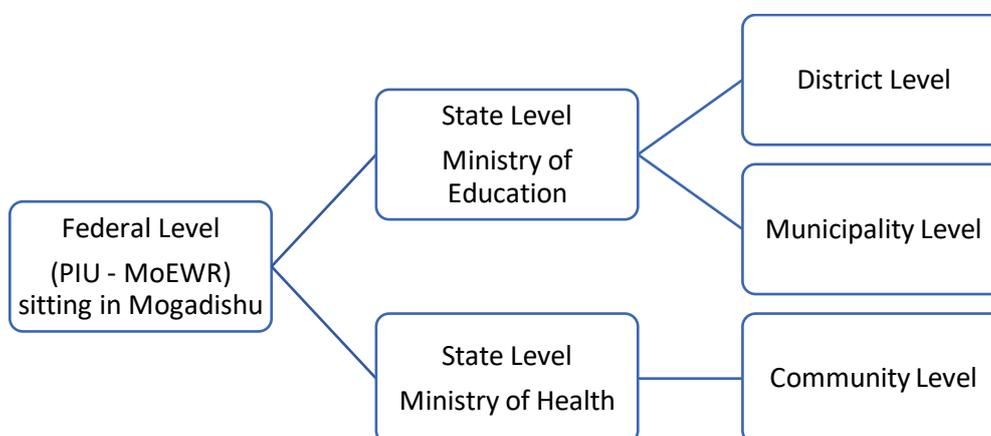 Federal Level
(PIU - MoEWR)
sitting in Mogadishu
State Level
Ministry of
Education
State Level
Ministry of Health
District Level
Municipality Level
Community Level